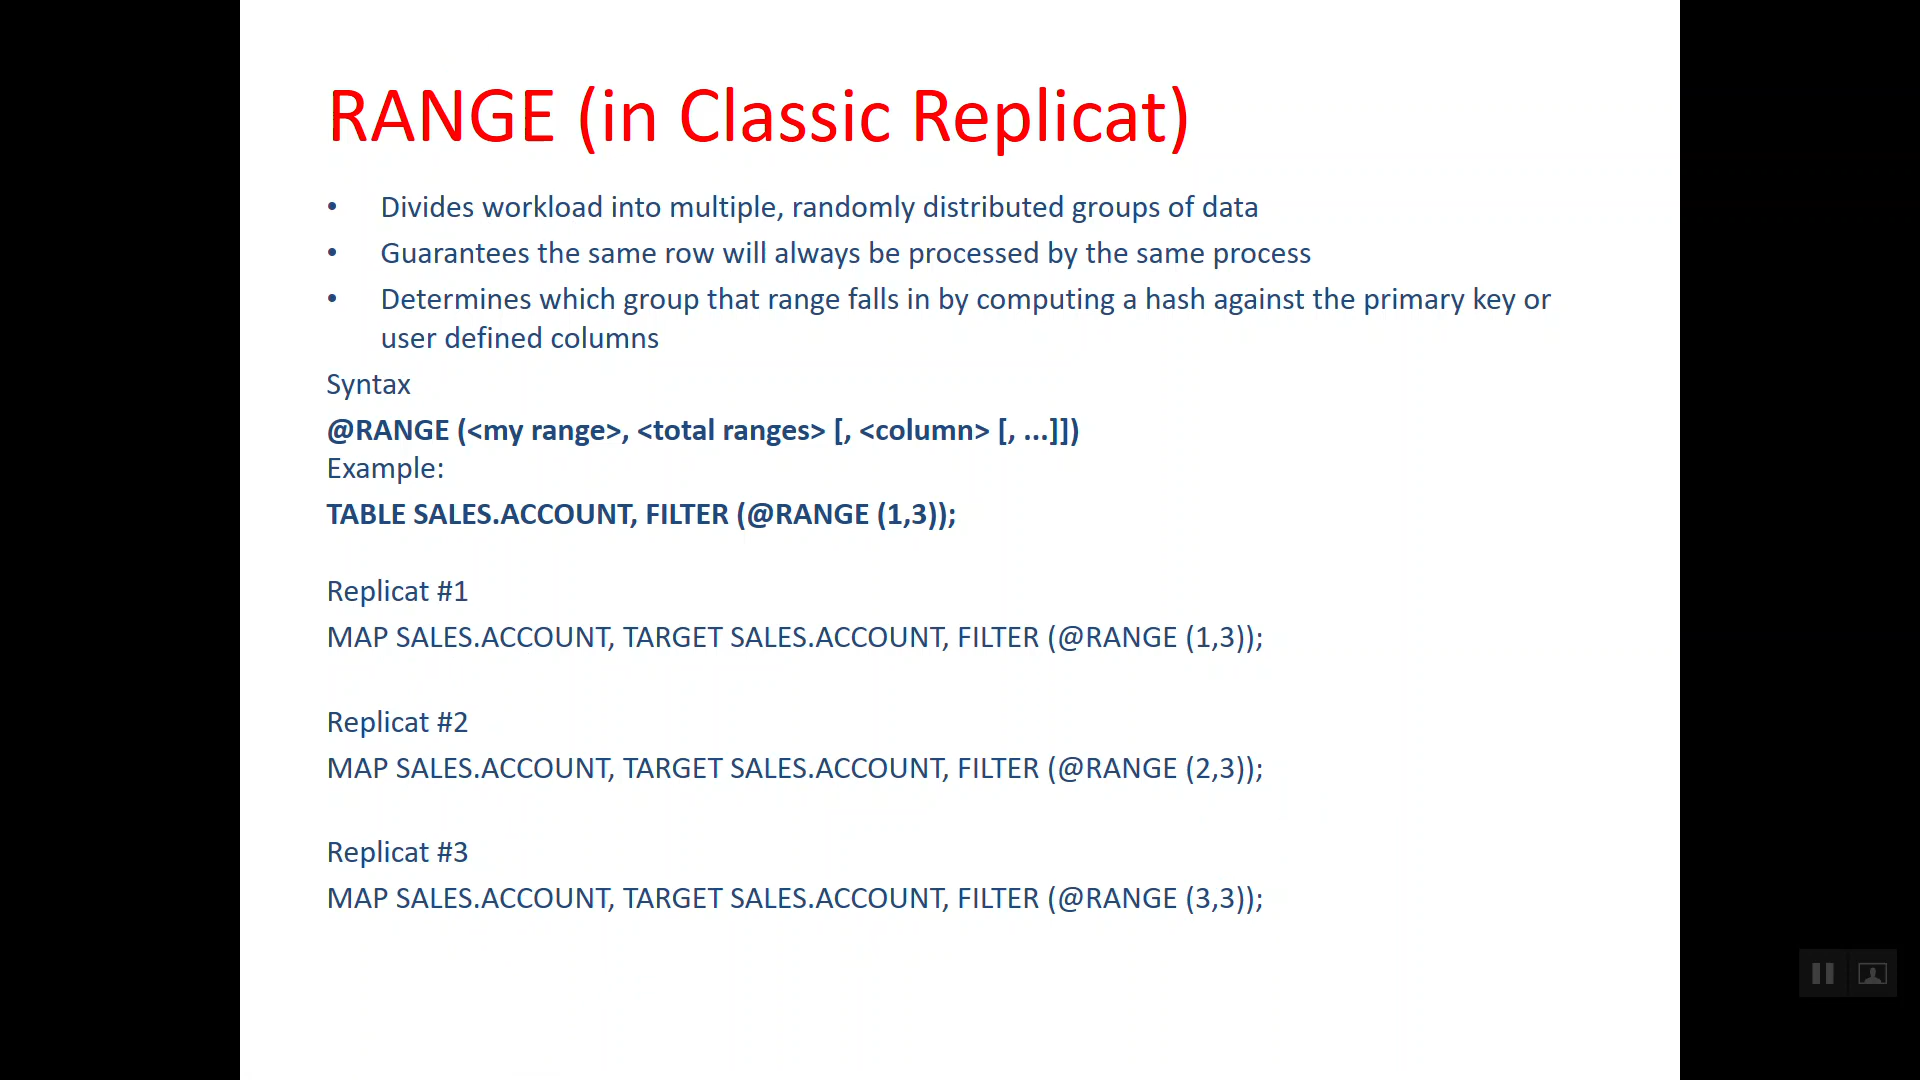 RANGE (in Classic Replicat)
• Divides workload into multiple, randomly distributed groups of data
• Guarantees the same row will always be processed by the same process
• Determines which group that range falls in by computing a hash against the primary key or
user defined columns
Syntax
@RANGE (<my range>, <total ranges> [, <column> [, ...]])
Example:
TABLE SALES.ACCOUNT, FILTER (@RANGE (1,3));
Replicat #1
MAP SALES.ACCOUNT, TARGET SALES.ACCOUNT, FILTER (@RANGE (1,3));
Replicat #2
MAP SALES.ACCOUNT, TARGET SALES.ACCOUNT, FILTER (@RANGE (2,3));
Replicat #3
MAP SALES.ACCOUNT, TARGET SALES.ACCOUNT, FILTER (@RANGE (3,3));